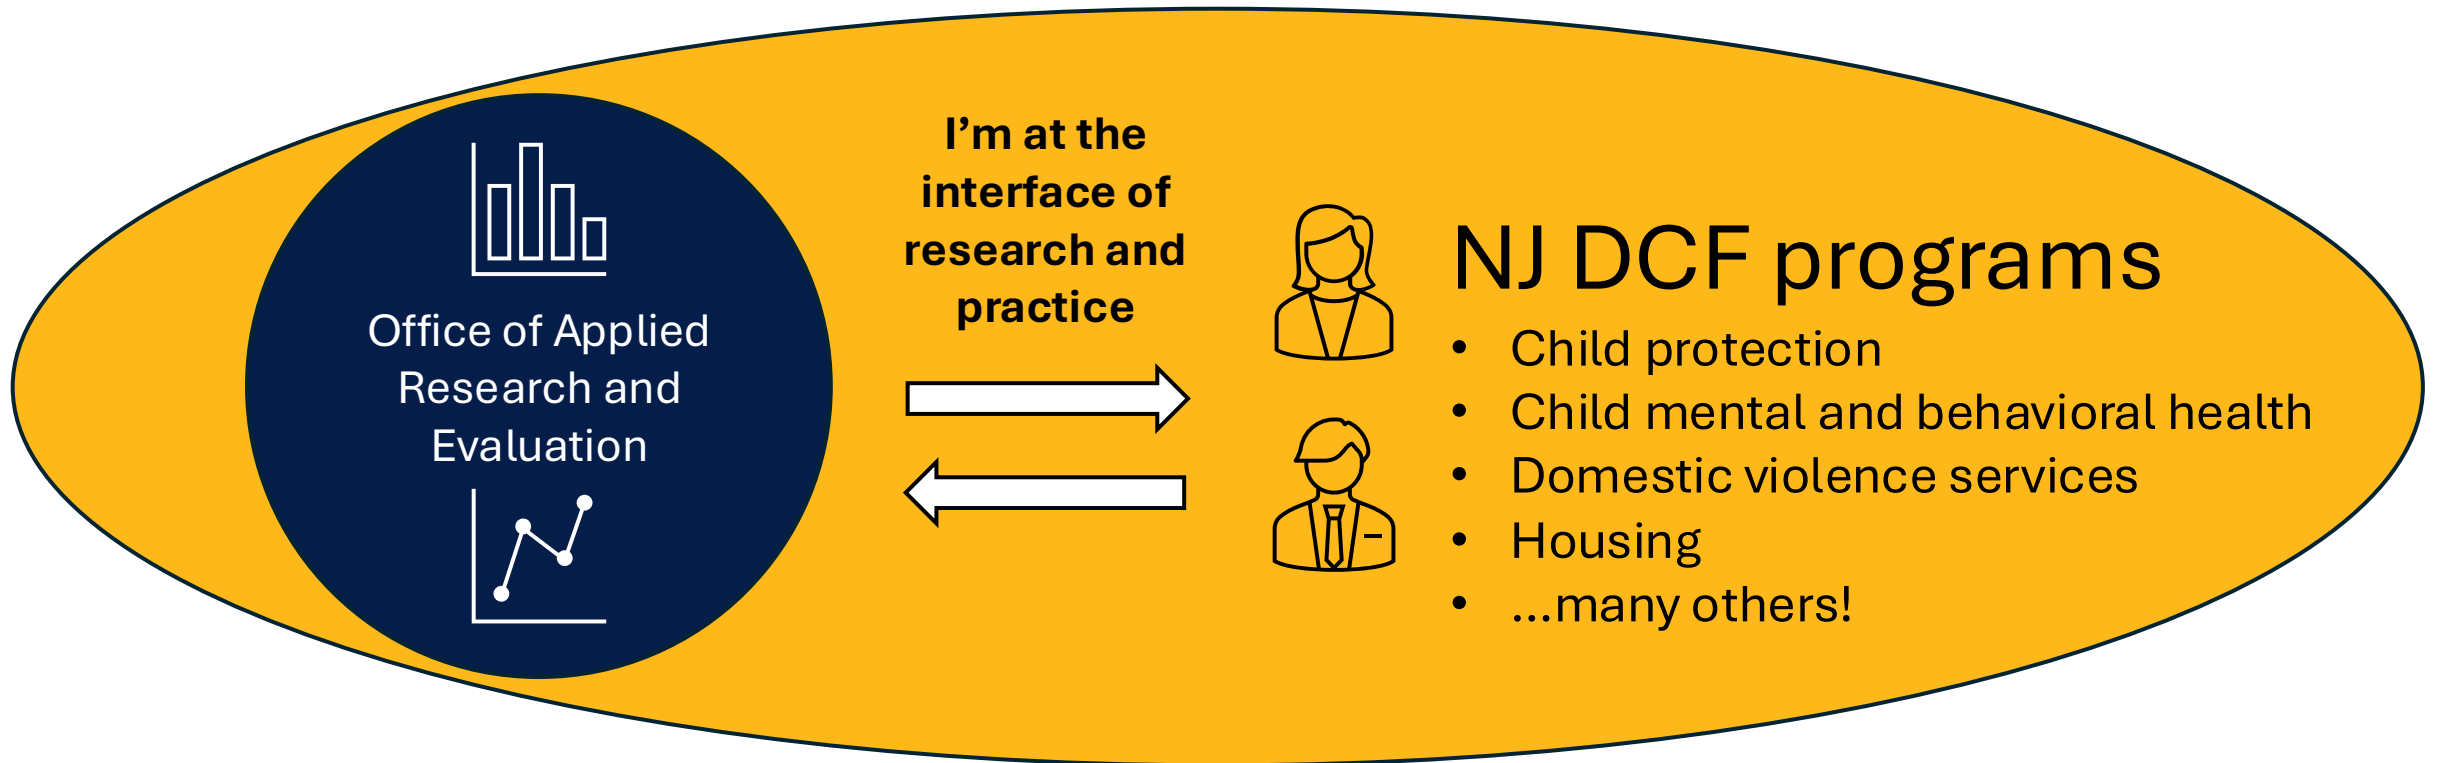 Office of Applied
Research and
Evaluation
I’m at the
interface of
research and
practice
NJ DCF programs
• Child protection
• Child mental and behavioral health
• Domestic violence services
• Housing
• ...many others!